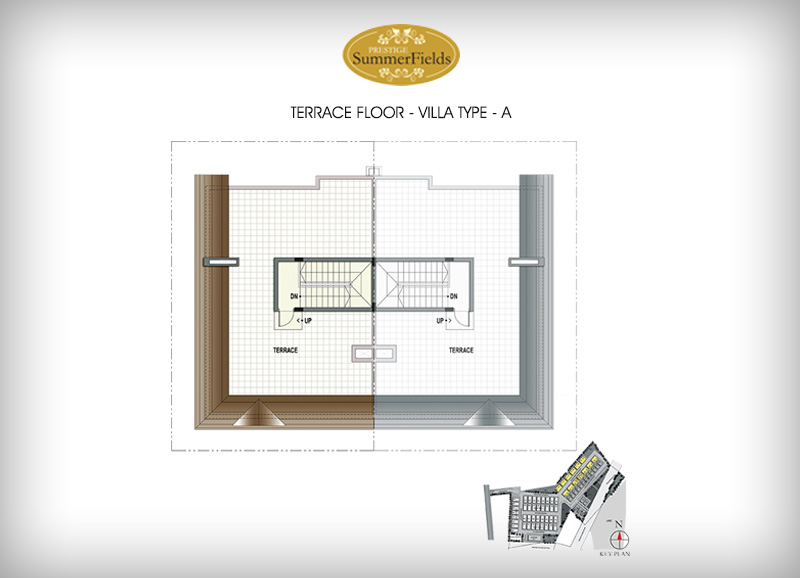 PRESTIGE
SummerFields
TERRACE FLOOR - VILLA TYPE - A
DN DN
UP UP
TERRACE TERRACE
N
KEY PLAN